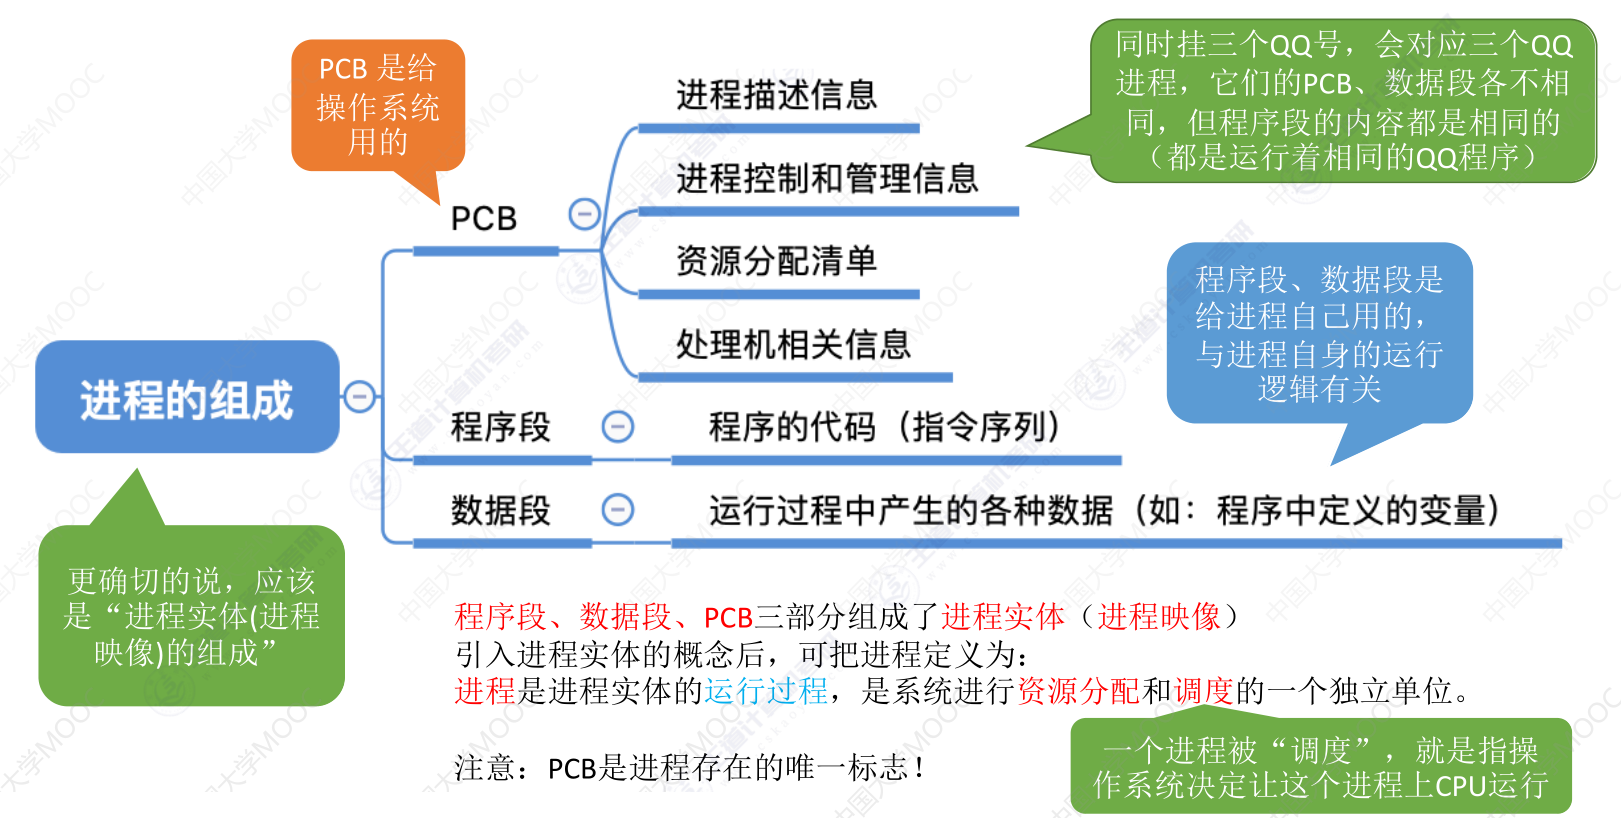 PCB 是给
操作系统
用的
同时挂三个QQ号，会对应三个QQ
进程，它们的PCB、数据段各不相
同，但程序段的内容都是相同的
（都是运行着相同的QQ程序）
进程描述信息
进程控制和管理信息
PCB
资源分配清单
处理机相关信息
程序段、数据段是
给进程自己用的，
与进程自身的运行
逻辑有关
进程的组成
程序段
程序的代码（指令序列）
数据段
运行过程中产生的各种数据（如：程序中定义的变量）
更确切的说，应该
是“进程实体(进程
映像)的组成”
程序段、数据段、PCB三部分组成了进程实体（进程映像）
引入进程实体的概念后，可把进程定义为：
进程是进程实体的运行过程，是系统进行资源分配和调度的一个独立单位。
注意：PCB是进程存在的唯一标志！
一个进程被“调度”，就是指操
作系统决定让这个进程上CPU运行
中国大学MOOC
王道计算机考研